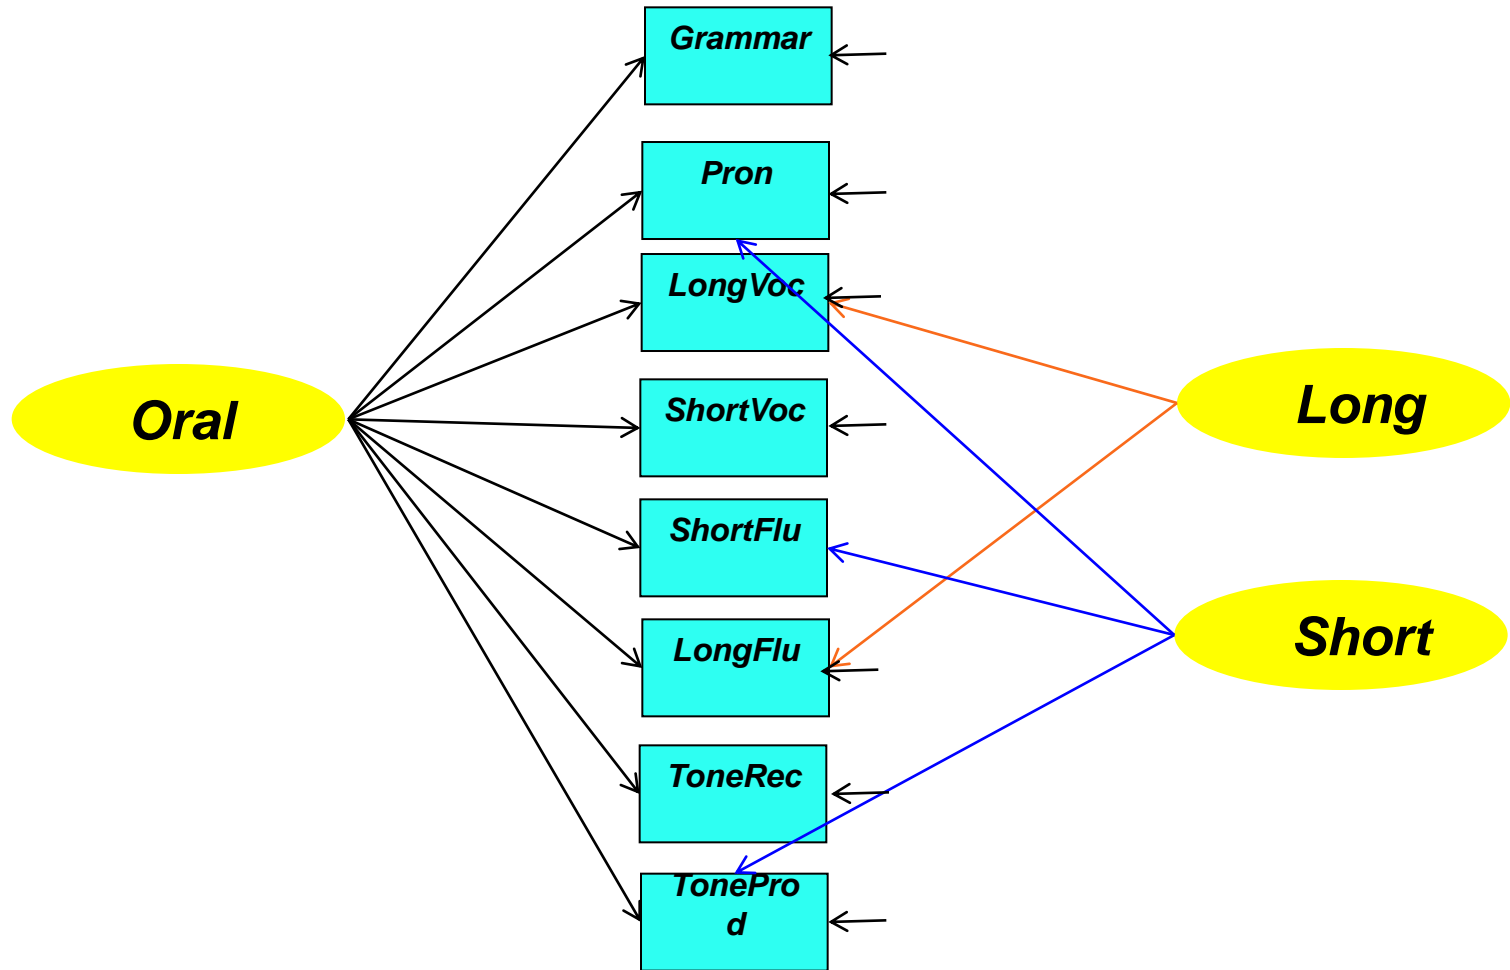 Grammar
Pron
LongVoc
Oral
Long
ShortVoc
ShortFlu
Short
LongFlu
ToneRec
TonePro
d